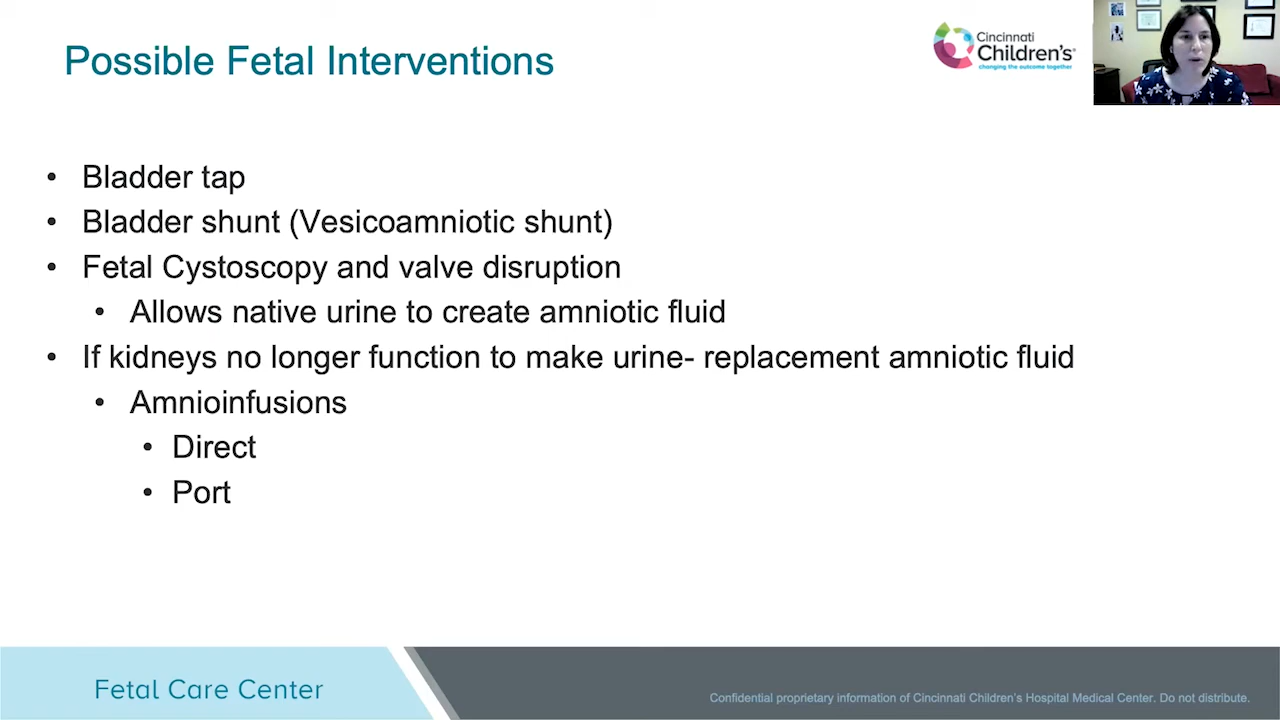 Possible Fetal Interventions
Cincinnati
Children's
changing the outcome together
• Bladder tap
• Bladder shunt (Vesicoamniotic shunt)
• Fetal Cystoscopy and valve disruption
• Allows native urine to create amniotic fluid
• If kidneys no longer function to make urine- replacement amniotic fluid
• Amnioinfusions
• Direct
• Port
Fetal Care Center
Confidential proprietary information of Cincinnati Children's Hospital Medical Center. Do not distribute.